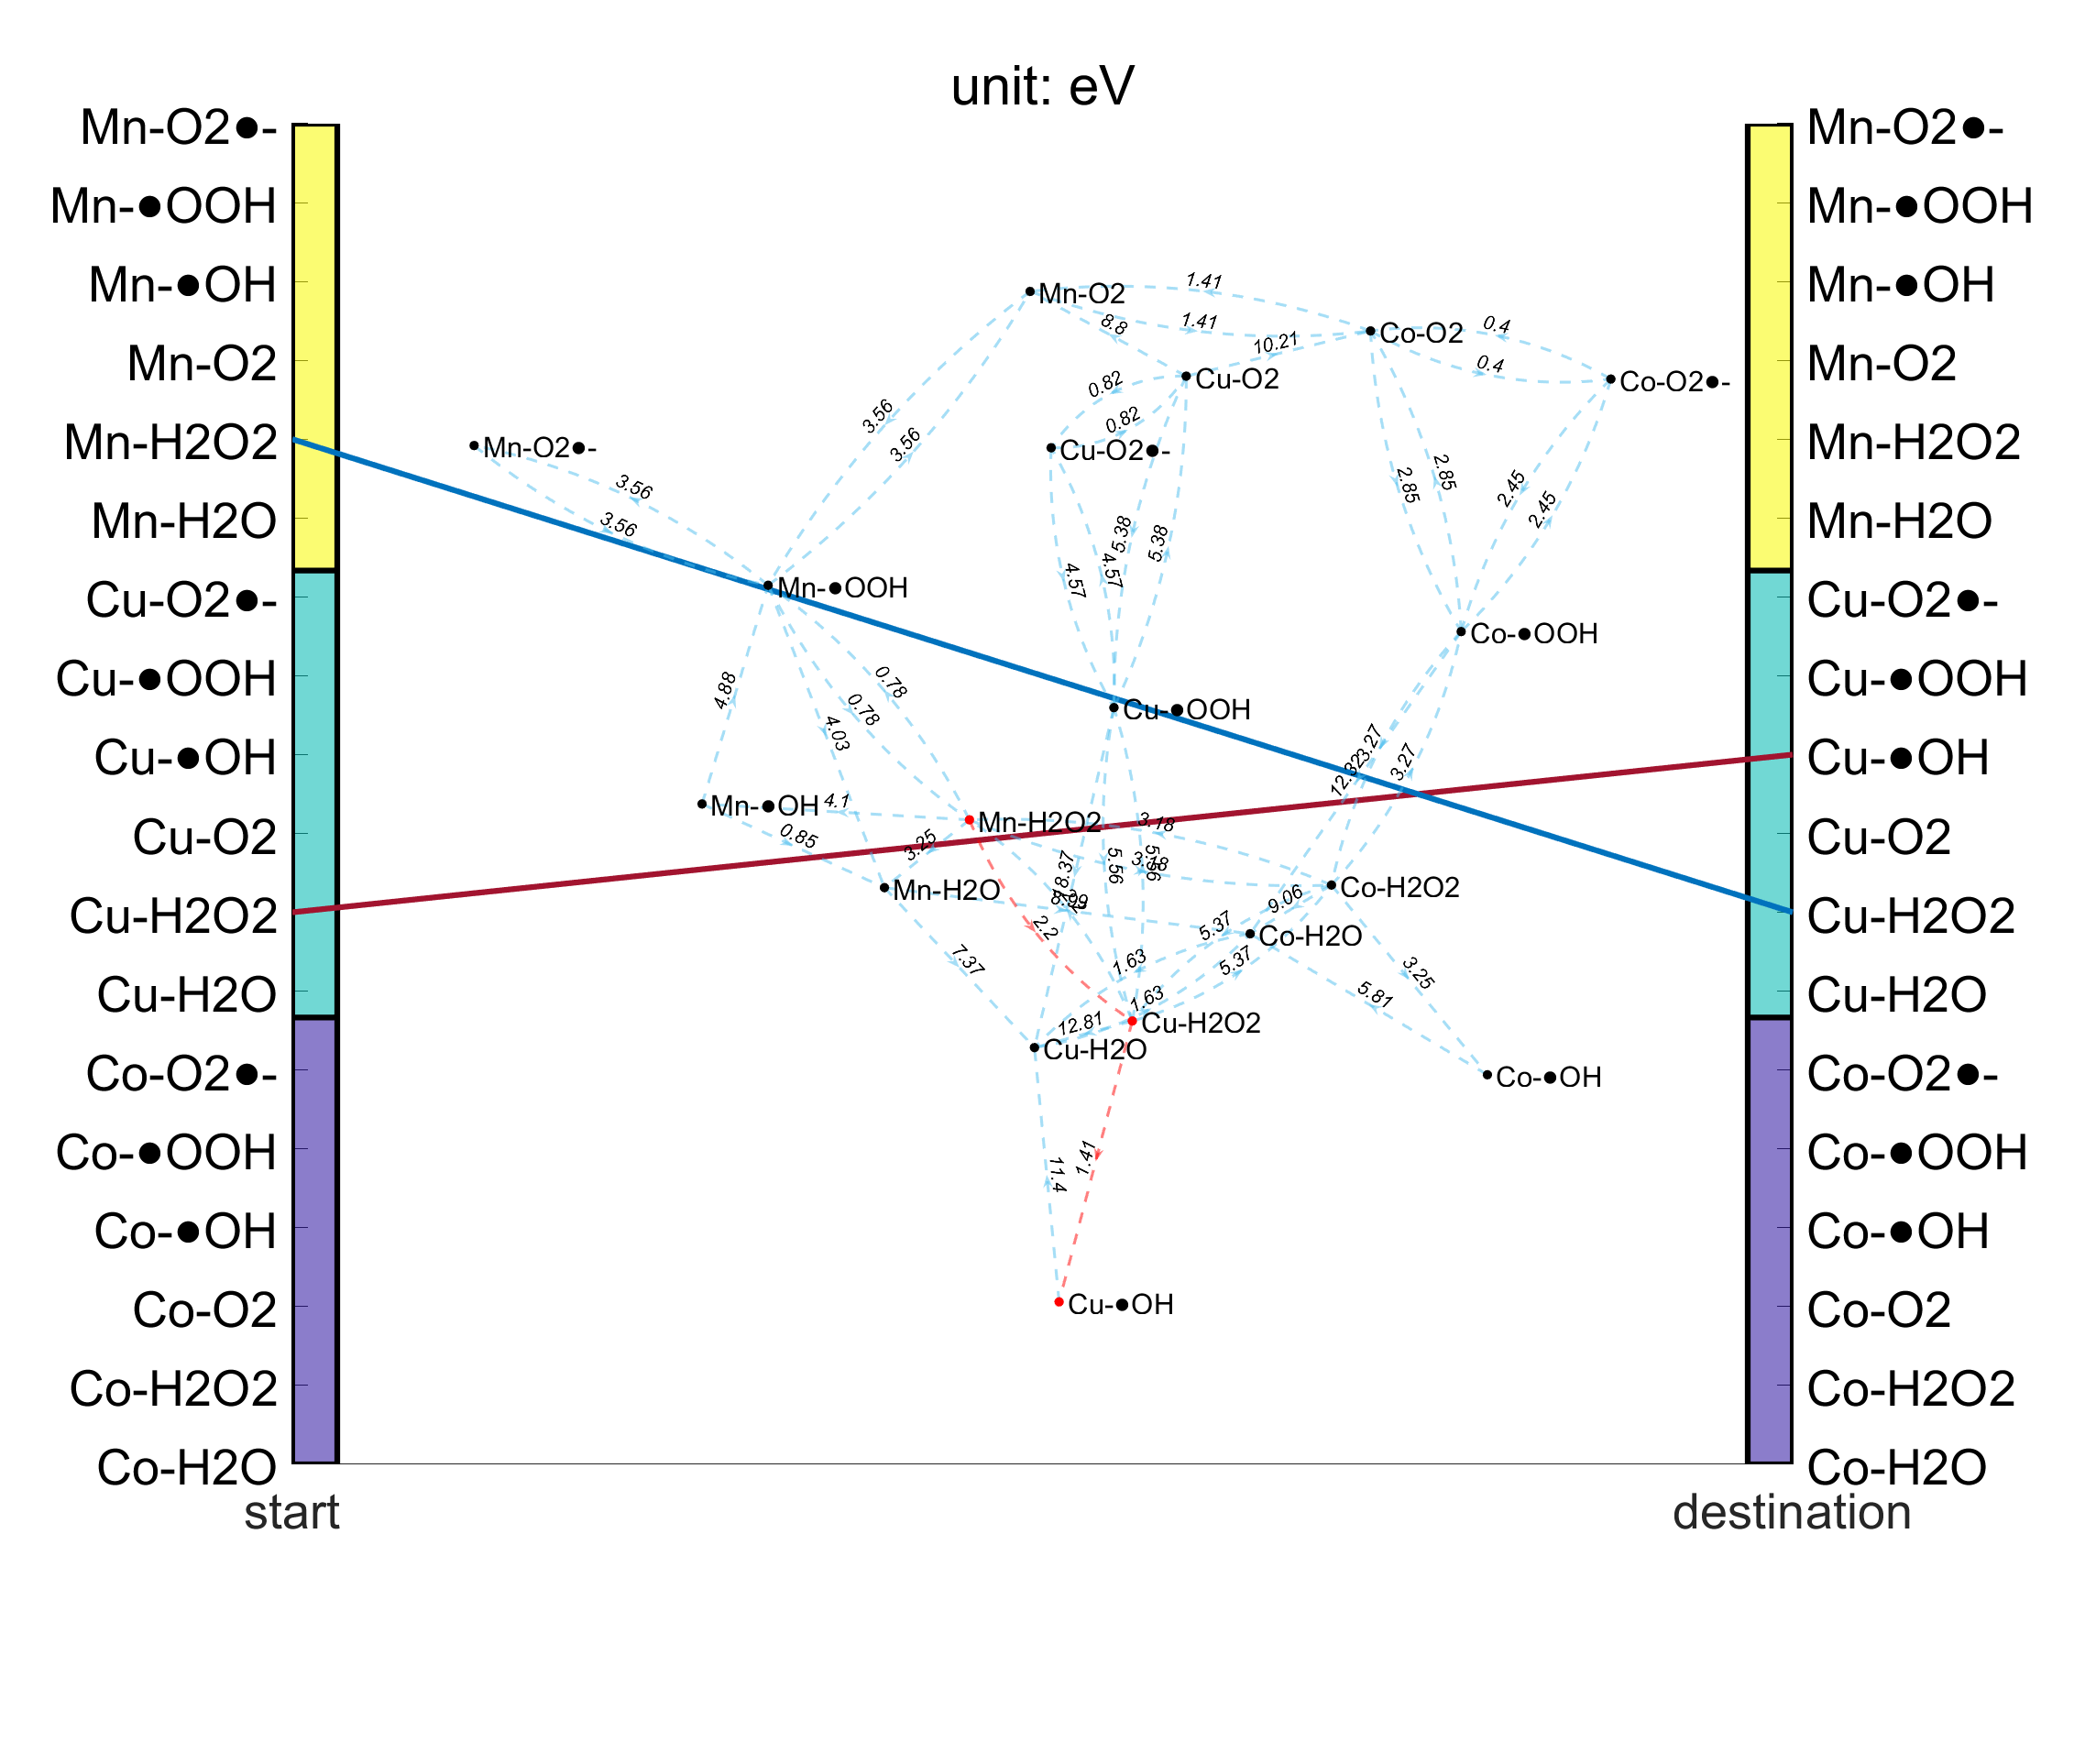 unit: eV
Mn-O2●-
Mn-●OOH
Mn-●OH
Mn-O2
Mn-H2O2
Mn-H2O
Cu-O2●-
Cu-●OOH
Cu-●OH
Cu-O2
Cu-H2O2
Cu-H2O
Co-O2●-
Co-●OOH
Co-●OH
Co-O2
Co-H2O2
Co-H2O
start
Mn-O2
1.41
1.41
8.8
10.21
Co-O2
0.4
0.4
Co-O2●-
Cu-O2
0.82
0.82
Cu-O2●-
3.56
3.56
Mn-O2●-
3.56
3.56
2.85
2.85
2.45
2.45
5.38
5.38
4.57
4.57
Mn-●OOH
Co-●OOH
4.88
0.78
0.78
4.03
Cu-●OOH
12.32
3.27
3.27
Mn-●OH
4.1
0.85
Mn-H2O2
3.25
3.18
3.18
5.56
5.56
8.37
Mn-H2O
8.99
Co-H2O2
9.06
5.37
5.37
Co-H2O
7.37
2.2
1.63
1.63
3.25
5.81
12.81
Cu-H2O2
Cu-H2O
Co-●OH
11.4
1.41
Cu-●OH
Mn-O2●-
Mn-●OOH
Mn-●OH
Mn-O2
Mn-H2O2
Mn-H2O
Cu-O2●-
Cu-●OOH
Cu-●OH
Cu-O2
Cu-H2O2
Cu-H2O
Co-O2●-
Co-●OOH
Co-●OH
Co-O2
Co-H2O2
Co-H2O
destination